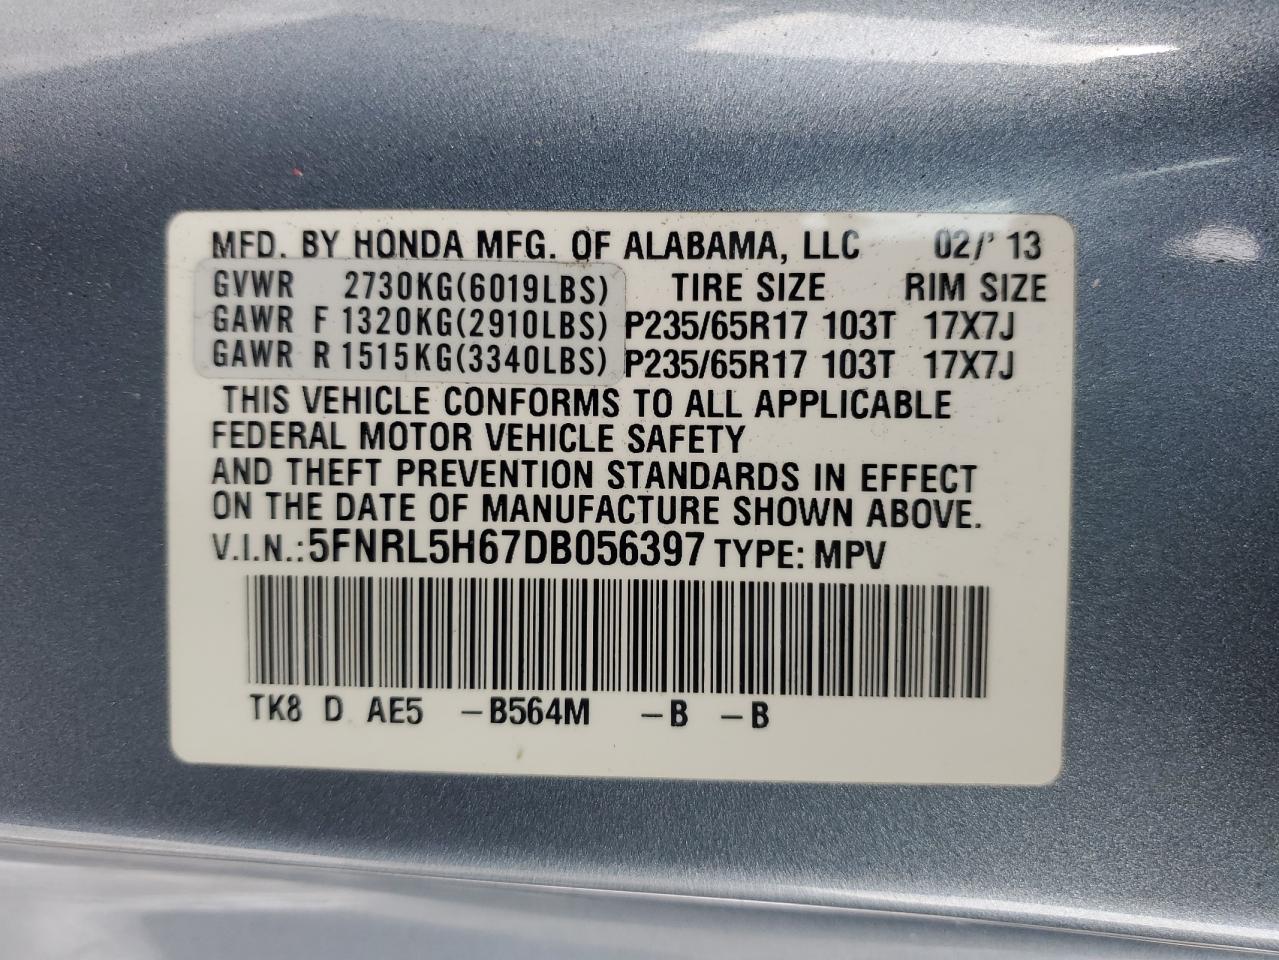 MFD. BY HONDA MFG. OF ALABAMA, LLC 02/'13
GVWR 2730KG(6019LBS) TIRE SIZE RIM SIZE
GAWR F 1320KG(2910LBS) P235/65R17 103T 17X7J
GAWR R 1515KG(3340LBS) P235/65R17 103T 17X7J
THIS VEHICLE CONFORMS TO ALL APPLICABLE
FEDERAL MOTOR VEHICLE SAFETY
AND THEFT PREVENTION STANDARDS IN EFFECT
ON THE DATE OF MANUFACTURE SHOWN ABOVE.
V.I.N.:5FNRL5H67DB056397 TYPE: MPV
TK8 D AE5 -B564M -B -B